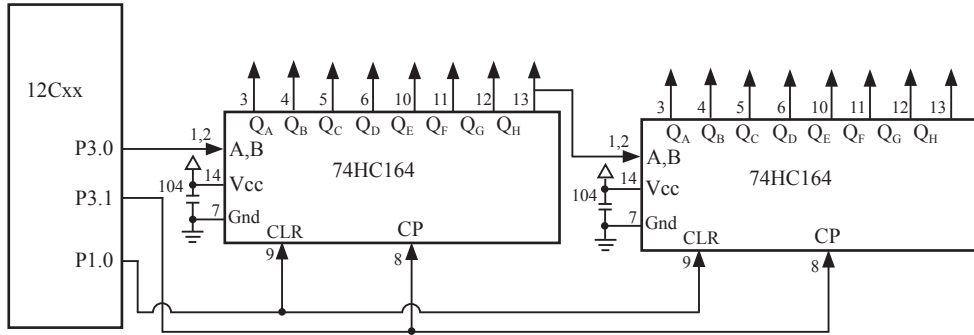 12Cxx
P3.0
P3.1
P1.0
3 4 5 6 10 11 12 13
QA QB QC QD QE QF QG QH
1,2
A,B
74HC164
14
Vcc
104
7
Gnd
CLR
CP
9
8
3 4 5 6 10 11 12 13
QA QB QC QD QE QF QG QH
1,2
A,B
74HC164
14
Vcc
104
7
Gnd
CLR
CP
9
8